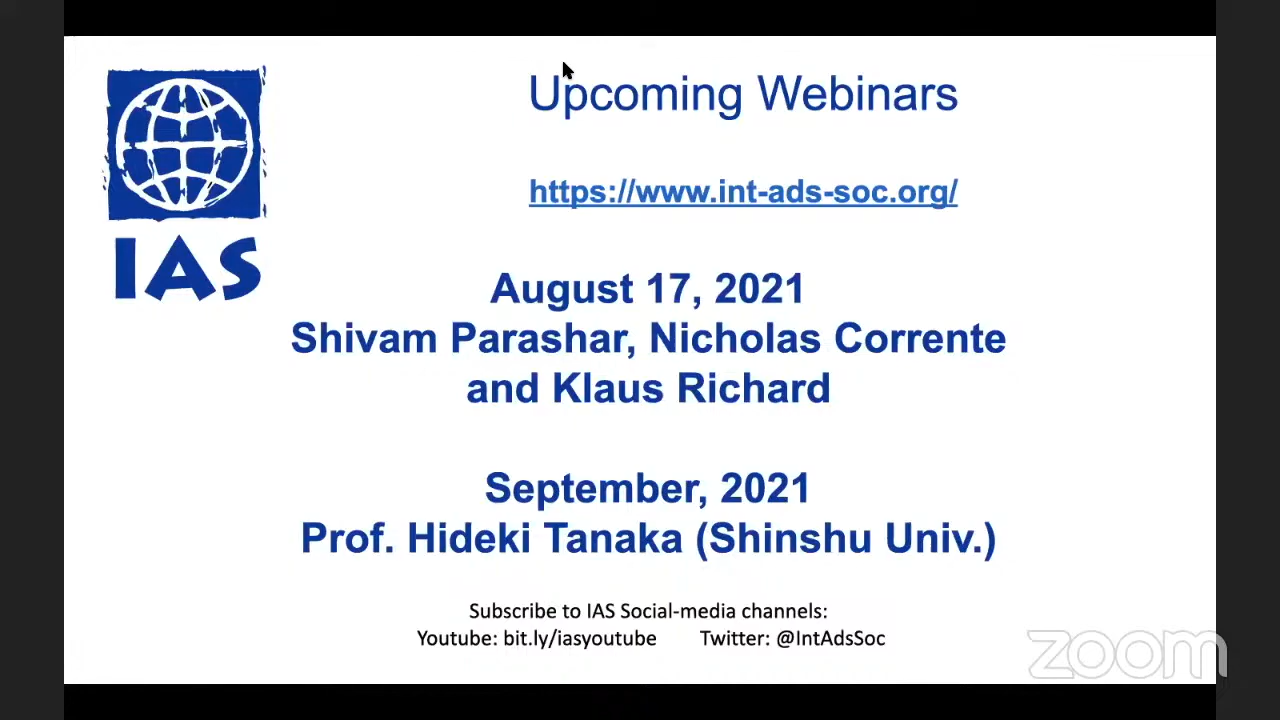 IAS
Upcoming Webinars
https://www.int-ads-soc.org/
August 17, 2021
Shivam Parashar, Nicholas Corrente
and Klaus Richard
September, 2021
Prof. Hideki Tanaka (Shinshu Univ.)
Subscribe to IAS Social-media channels:
Youtube: bit.ly/iasyoutube Twitter: @IntAdsSoc
zoom